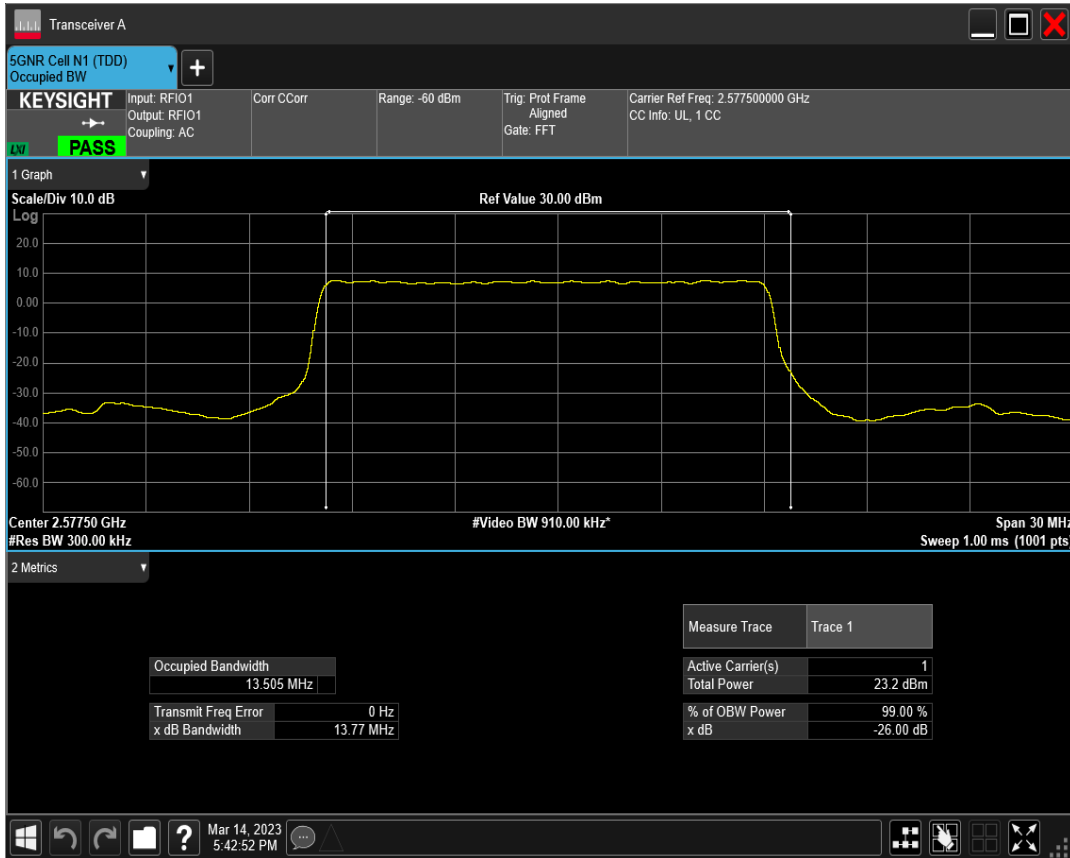 Transceiver A
5GNR Cell N1 (TDD)
Occupied BW
+
KEYSIGHT
LXI
PASS
Input: RFIO1
Output: RFIO1
Coupling: AC
Corr CCorr
Range: -60 dBm
Trig: Prot Frame
Aligned
Gate: FFT
Carrier Ref Freq: 2.577500000 GHz
CC Info: UL, 1 CC
1 Graph
Scale/Div 10.0 dB
Ref Value 30.00 dBm
Log
20.0
10.0
0.00
-10.0
-20.0
-30.0
-40.0
-50.0
-60.0
Center 2.57750 GHz
#Video BW 910.00 kHz*
Span 30 MHz
#Res BW 300.00 kHz
Sweep 1.00 ms (1001 pts)
2 Metrics
Measure Trace Trace 1
Occupied Bandwidth
13.505 MHz
Active Carrier(s) 1
Total Power 23.2 dBm
Transmit Freq Error 0 Hz
x dB Bandwidth 13.77 MHz
% of OBW Power 99.00 %
x dB -26.00 dB
?
Mar 14, 2023
5:42:52 PM